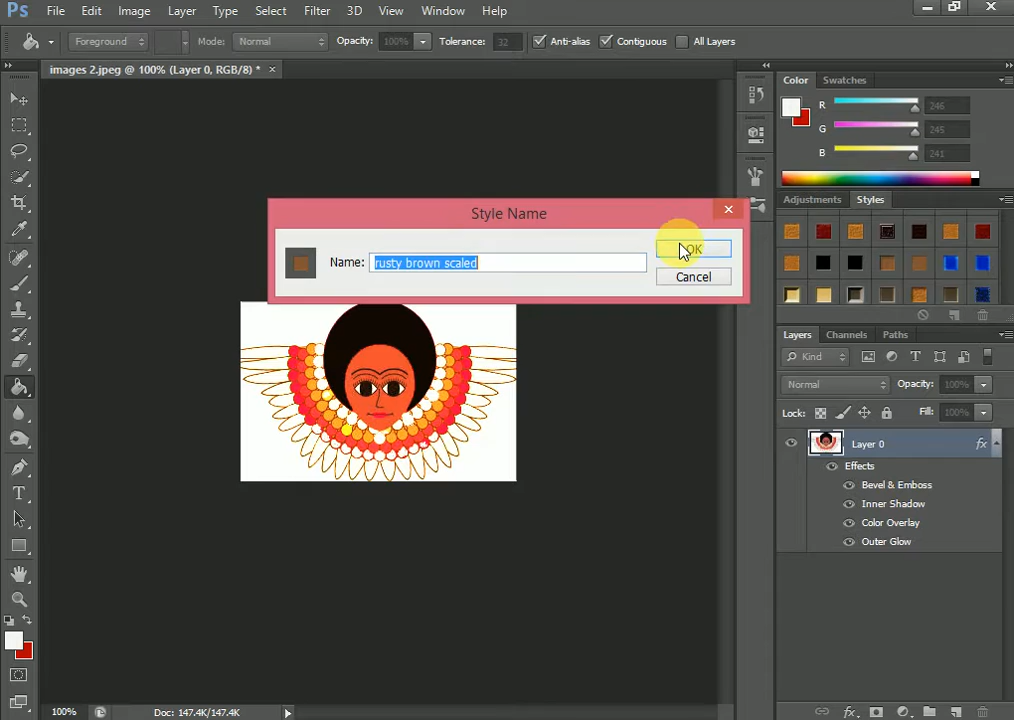 Ps File Edit Image Layer Type Select Filter 3D View Window Help
Foreground Mode: Normal Opacity: 100% Tolerance: 32 Anti-alias Contiguous All Layers
images 2.jpeg @ 100% (Layer 0, RGB/8) *
Color Swatches
R 246
G 245
B 241
Adjustments Styles
Style Name
Name: rusty brown scaled OK
Cancel
Layers Channels Paths
Kind
Normal Opacity: 100%
Lock: Fill: 100%
Layer 0 fx
Effects
Bevel & Emboss
Inner Shadow
Color Overlay
Outer Glow
100% Doc: 147.4K/147.4K
fx